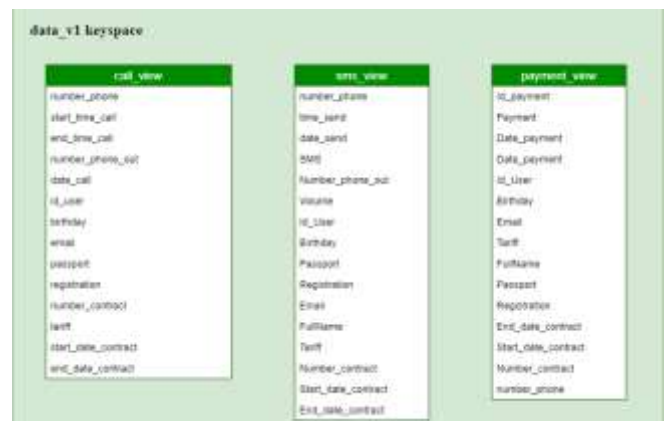 data_v1 keyspace
call_view
number_phone
start_time_call
end_time_call
number_phone_out
date_call
id_user
birthday
email
passport
registration
number_contract
tariff
start_date_contract
end_date_contract
sms_view
number_phone
time_send
date_send
SMS
Number_phone_out
Volume
Id_User
Birthday
Passport
Registration
Email
FullName
Tariff
Number_contract
Start_date_contract
End_date_contract
payment_view
Id_payment
Payment
Date_payment
Data_payment
Id_User
Birthday
Email
Tariff
FullName
Passport
Registration
End_date_contract
Start_date_contract
Number_contract
number_phone